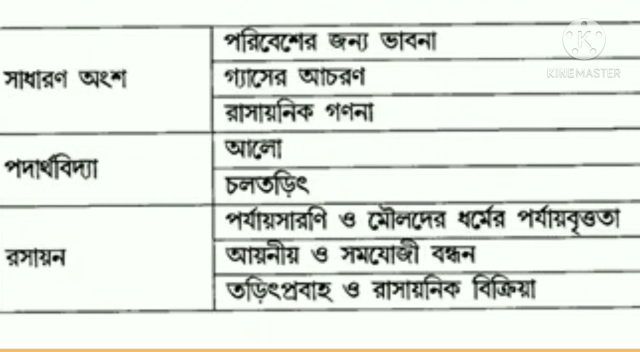 পরিবেশের জন্য ভাবনা
সাধারণ অংশ
গ্যাসের আচরণ
রাসায়নিক গণনা
পদার্থবিদ্যা
আলো
চলতড়িৎ
রসায়ন
পর্যায়সারণি ও মৌলদের ধর্মের পর্যাযবৃত্ততা
আয়নীয় ও সমযোজী বন্ধন
তড়িৎপ্রবাহ ও রাসায়নিক বিক্রিয়া
KINEMASTER